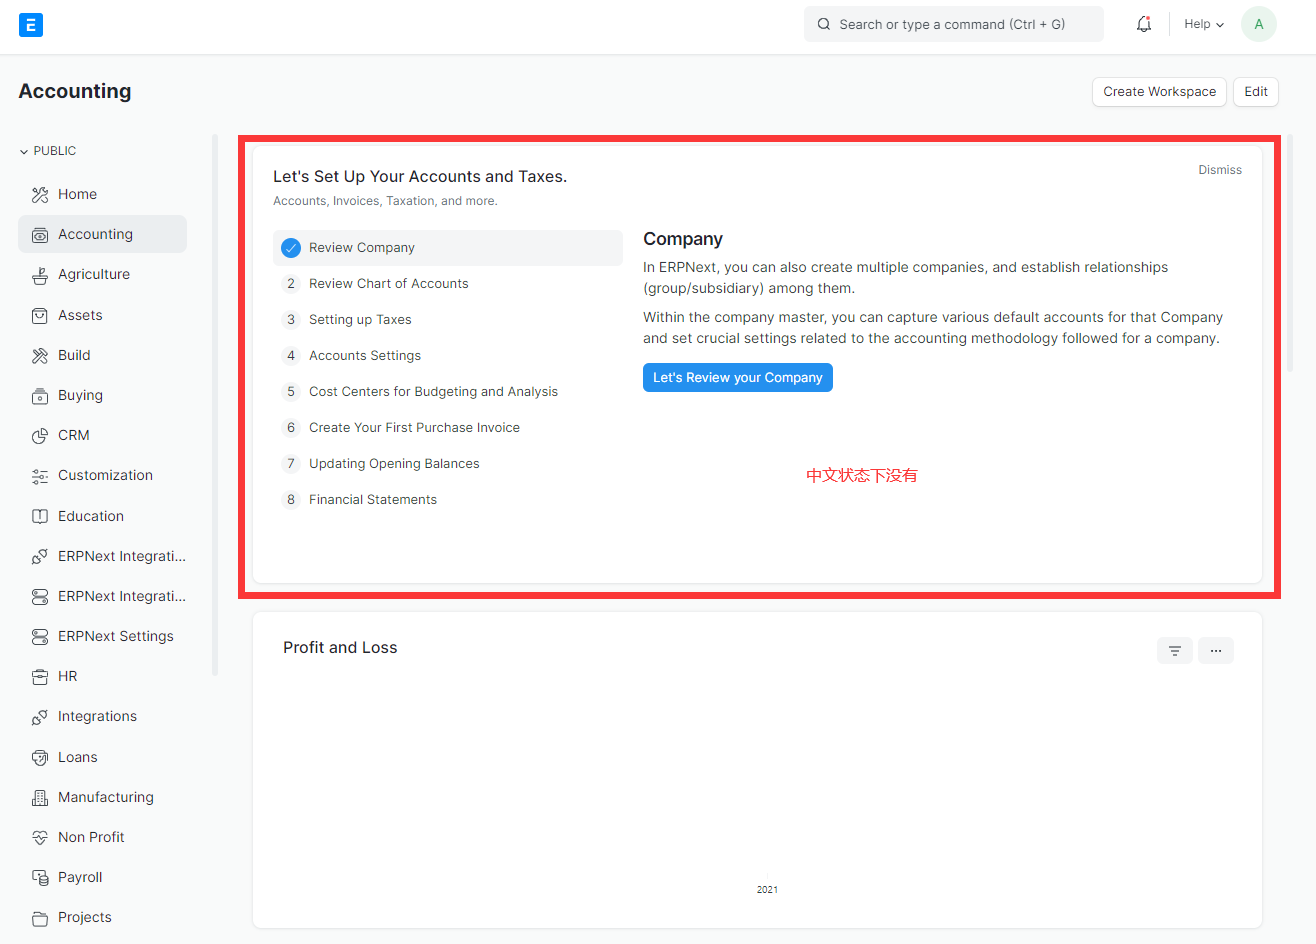 E
Search or type a command (Ctrl + G)
Help
A
Accounting
Create Workspace
Edit
PUBLIC
Home
Accounting
Agriculture
Assets
Build
Buying
CRM
Customization
Education
ERPNext Integrati...
ERPNext Integrati...
ERPNext Settings
HR
Integrations
Loans
Manufacturing
Non Profit
Payroll
Projects
Let's Set Up Your Accounts and Taxes.
Dismiss
Accounts, Invoices, Taxation, and more.
Review Company
2 Review Chart of Accounts
3 Setting up Taxes
4 Accounts Settings
5 Cost Centers for Budgeting and Analysis
6 Create Your First Purchase Invoice
7 Updating Opening Balances
8 Financial Statements
Company
In ERPNext, you can also create multiple companies, and establish relationships
(group/subsidiary) among them.
Within the company master, you can capture various default accounts for that Company
and set crucial settings related to the accounting methodology followed for a company.
Let's Review your Company
中文状态下没有
Profit and Loss
2021